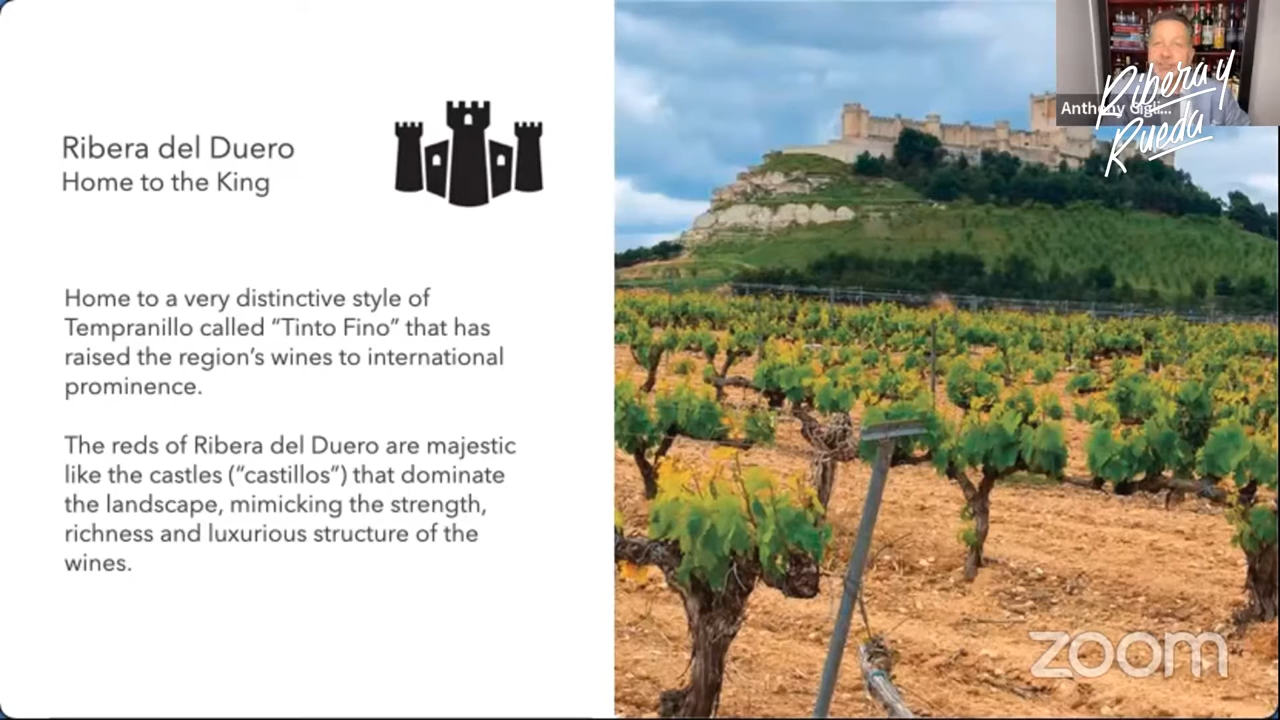 Ribera del Duero
Home to the King
Home to a very distinctive style of
Tempranillo called “Tinto Fino” that has
raised the region’s wines to international
prominence.
The reds of Ribera del Duero are majestic
like the castles (“castillos”) that dominate
the landscape, mimicking the strength,
richness and luxurious structure of the
wines.
Anthony Gigli...
Ribera y
Rueda
zoom